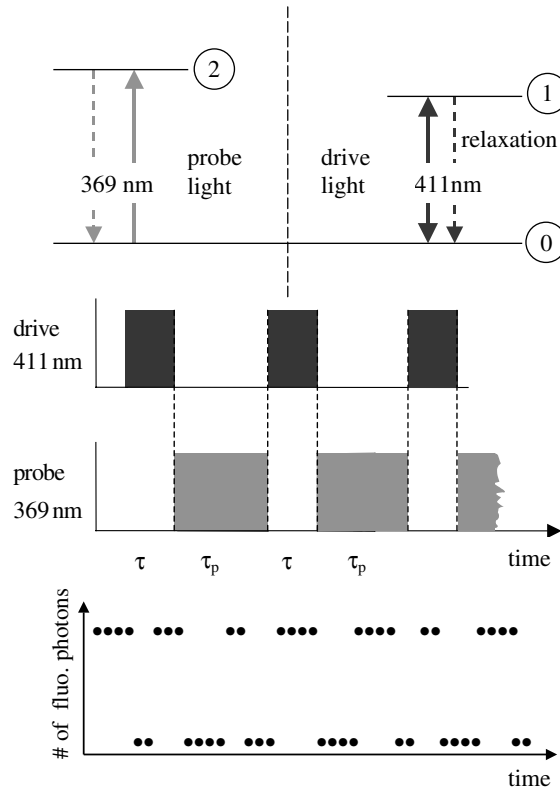 2
1
probe
light
drive
light
relaxation
369 nm
411nm
0
drive
411 nm
probe
369 nm
τ τp τ τp time
# of fluo. photons
time